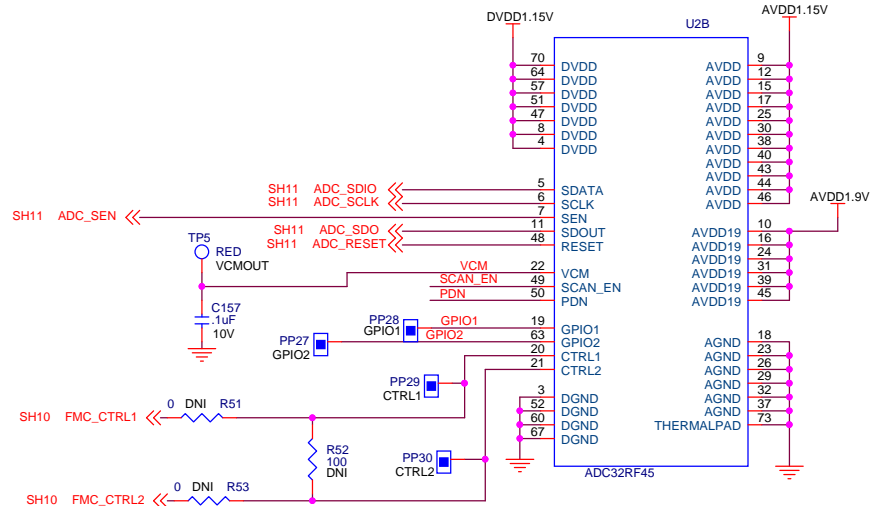 DVDD1.15V AVDD1.15V
U2B
70 DVDD AVDD 9
64 DVDD AVDD 12
57 DVDD AVDD 15
51 DVDD AVDD 17
47 DVDD AVDD 25
8 DVDD AVDD 30
4 DVDD AVDD 38
AVDD 40
AVDD 43
AVDD 44
AVDD 46
AVDD1.9V
SH11 ADC_SDIO 5 SDATA
SH11 ADC_SCLK 6 SCLK
SH11 ADC_SEN 7 SEN
SH11 ADC_SDO 11 SDOUT AVDD19 10
SH11 ADC_RESET 48 RESET AVDD19 16
AVDD19 24
VCM 22 VCM AVDD19 31
SCAN_EN 49 SCAN_EN AVDD19 39
PDN 50 PDN AVDD19 45
TP5
RED
VCMOUT
C157
.1uF
10V
PP28 GPIO1 19 GPIO1
GPIO1
PP27 GPIO2 63 GPIO2
GPIO2
20 CTRL1
21 CTRL2
AGND 18
AGND 23
AGND 26
AGND 29
AGND 32
AGND 37
THERMALPAD 73
PP29
CTRL1
3 DGND
52 DGND
60 DGND
67 DGND
SH10 FMC_CTRL1 0 DNI R51
R52
100
DNI
PP30
CTRL2
ADC32RF45
SH10 FMC_CTRL2 0 DNI R53